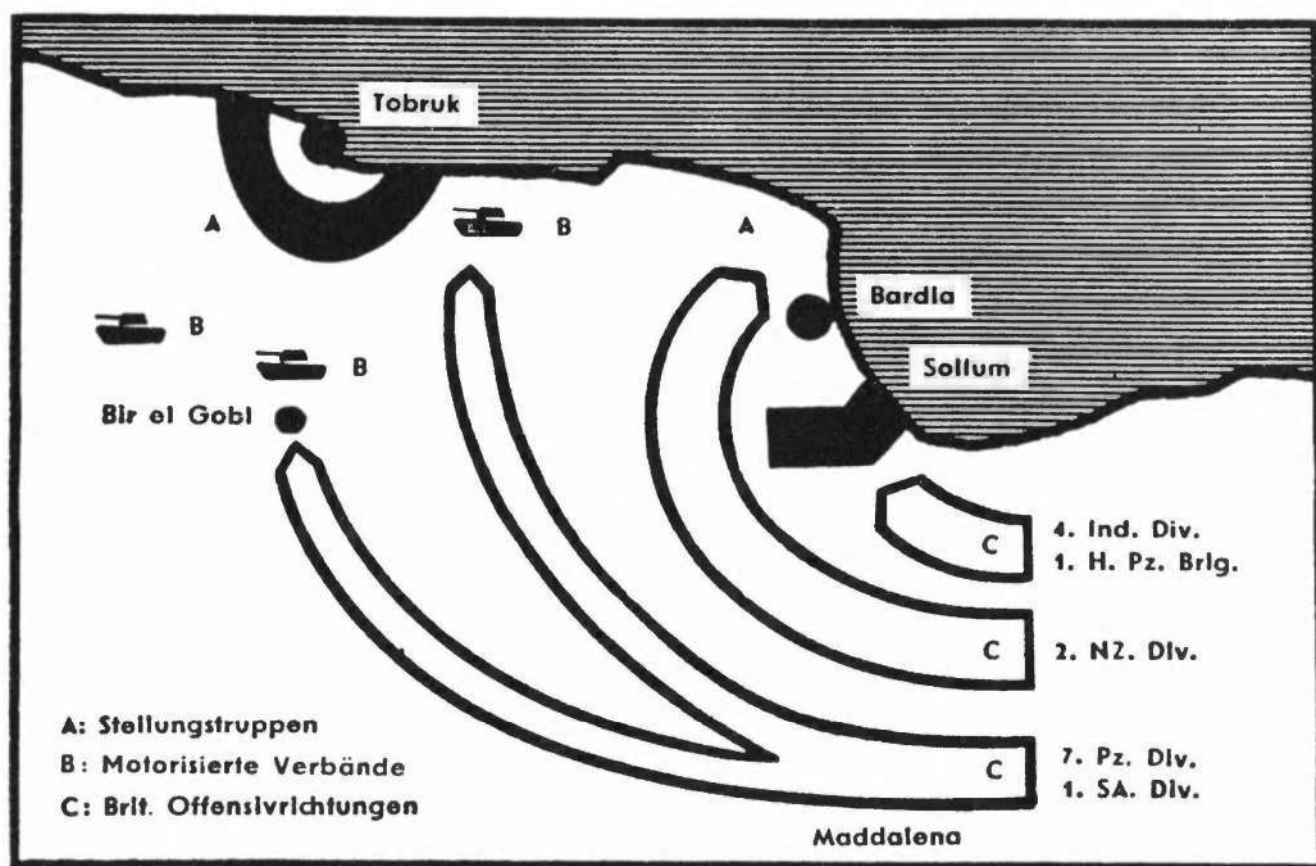 Tobruk
A
B
A
Bardia
B
Sollum
B
Bir el Gobi
4. Ind. Div.
C
1. H. Pz. Brig.
C
2. NZ. Div.
A: Stellungstruppen
B: Motorisierte Verbände
7. Pz. Div.
C
1. SA. Div.
C: Brit. Offensivrichtungen
Maddalena